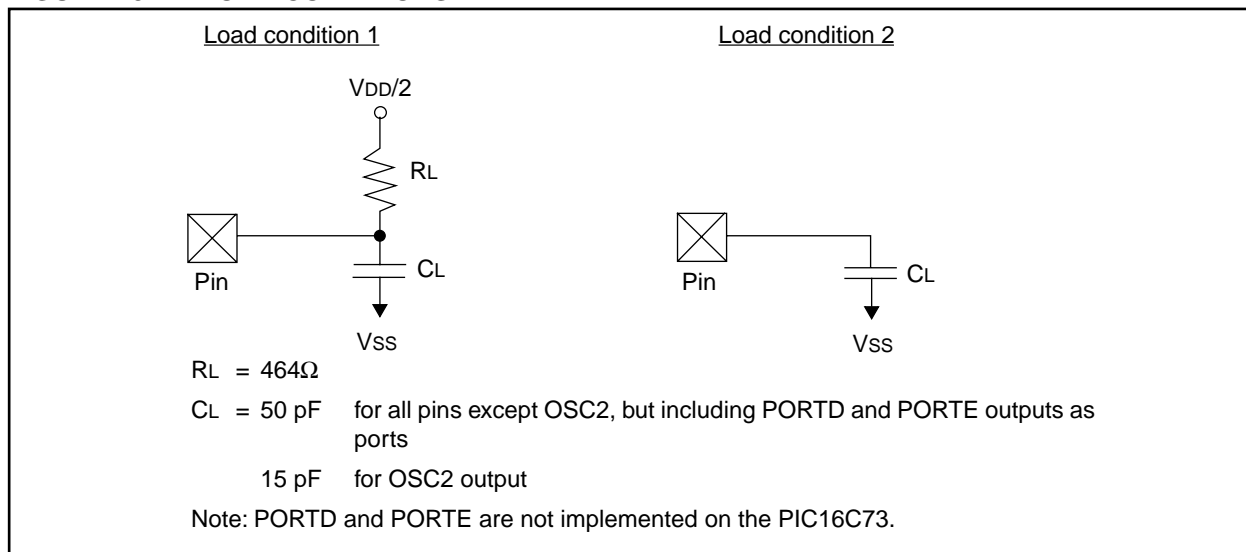 Load condition 1
Load condition 2
VDD/2
RL
Pin
CL
VSS
Pin
CL
VSS
RL = 464Ω
CL = 50 pF for all pins except OSC2, but including PORTD and PORTE outputs as
ports
15 pF for OSC2 output
Note: PORTD and PORTE are not implemented on the PIC16C73.